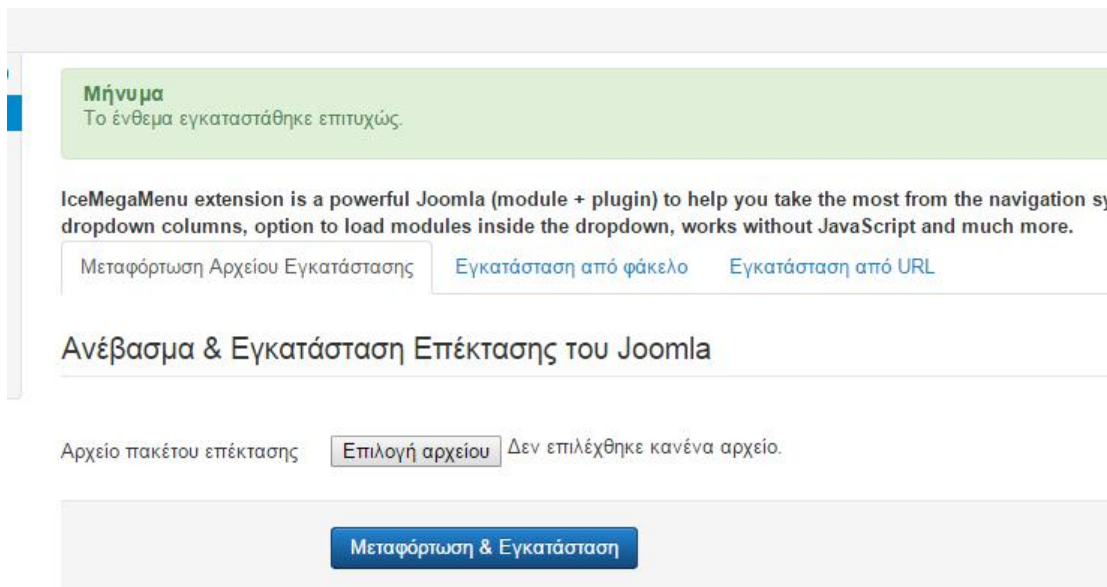 Μήνυμα
Το ένθεμα εγκαταστάθηκε επιτυχώς.
IceMegaMenu extension is a powerful Joomla (module + plugin) to help you take the most from the navigation
dropdown columns, option to load modules inside the dropdown, works without JavaScript and much more.
Μεταφόρτωση Αρχείου Εγκατάστασης Εγκατάσταση από φάκελο Εγκατάσταση από URL
Ανέβασμα & Εγκατάσταση Επέκτασης του Joomla
Αρχείο πακέτου επέκτασης Επιλογή αρχείου Δεν επιλέχθηκε κανένα αρχείο.
Μεταφόρτωση & Εγκατάσταση